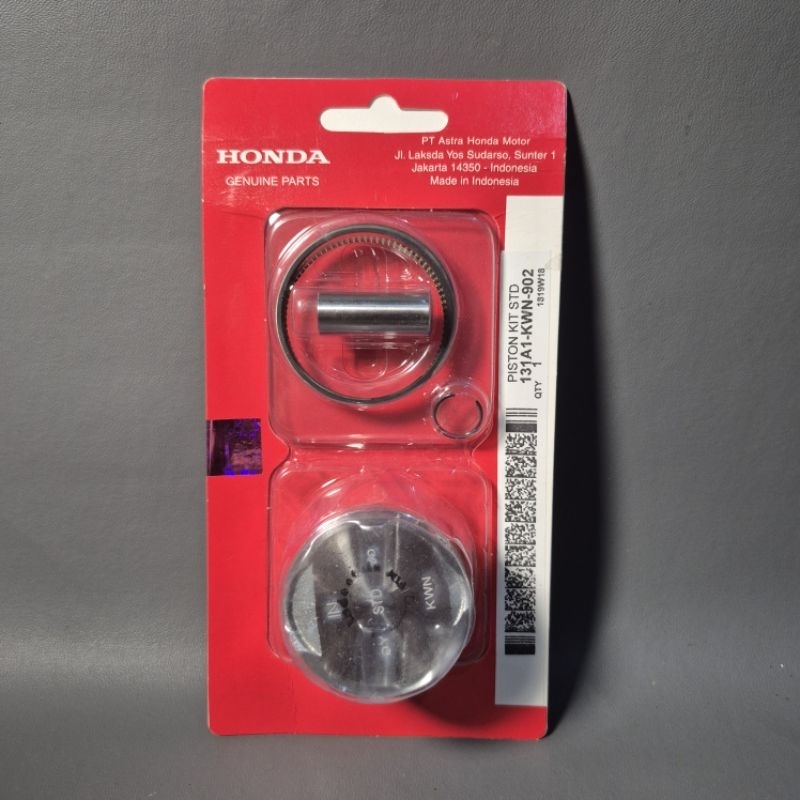 HONDA
GENUINE PARTS
PT Astra Honda Motor
Jl. Laksda Yos Sudarso, Sunter 1
Jakarta 14350 - Indonesia
Made in Indonesia
PISTON KIT STD
131A1-KWN-902
QTY 1
1319W18
IN
STD
KWN